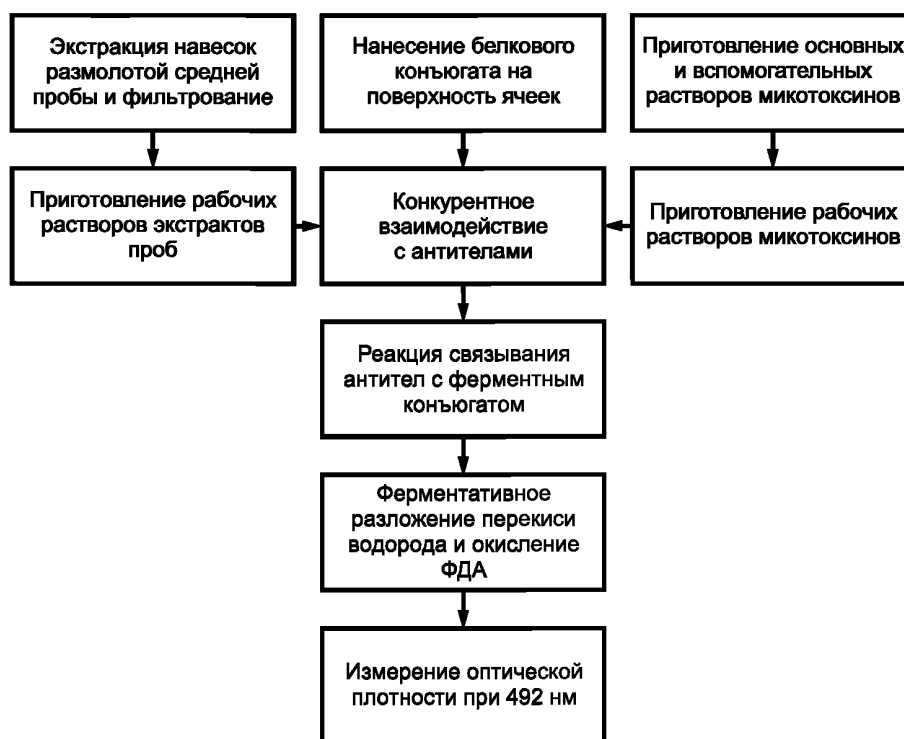 Экстракция навесок
размолотой средней
пробы и фильтрование
Нанесение белкового
конъюгата на
поверхность ячеек
Приготовление основных
и вспомогательных
растворов микотоксинов
Приготовление рабочих
растворов экстрактов
проб
Конкурентное
взаимодействие
с антителами
Приготовление рабочих
растворов микотоксинов
Реакция связывания
антител с ферментным
конъюгатом
Ферментативное
разложение перекиси
водорода и окисление
ФДА
Измерение оптической
плотности при 492 нм